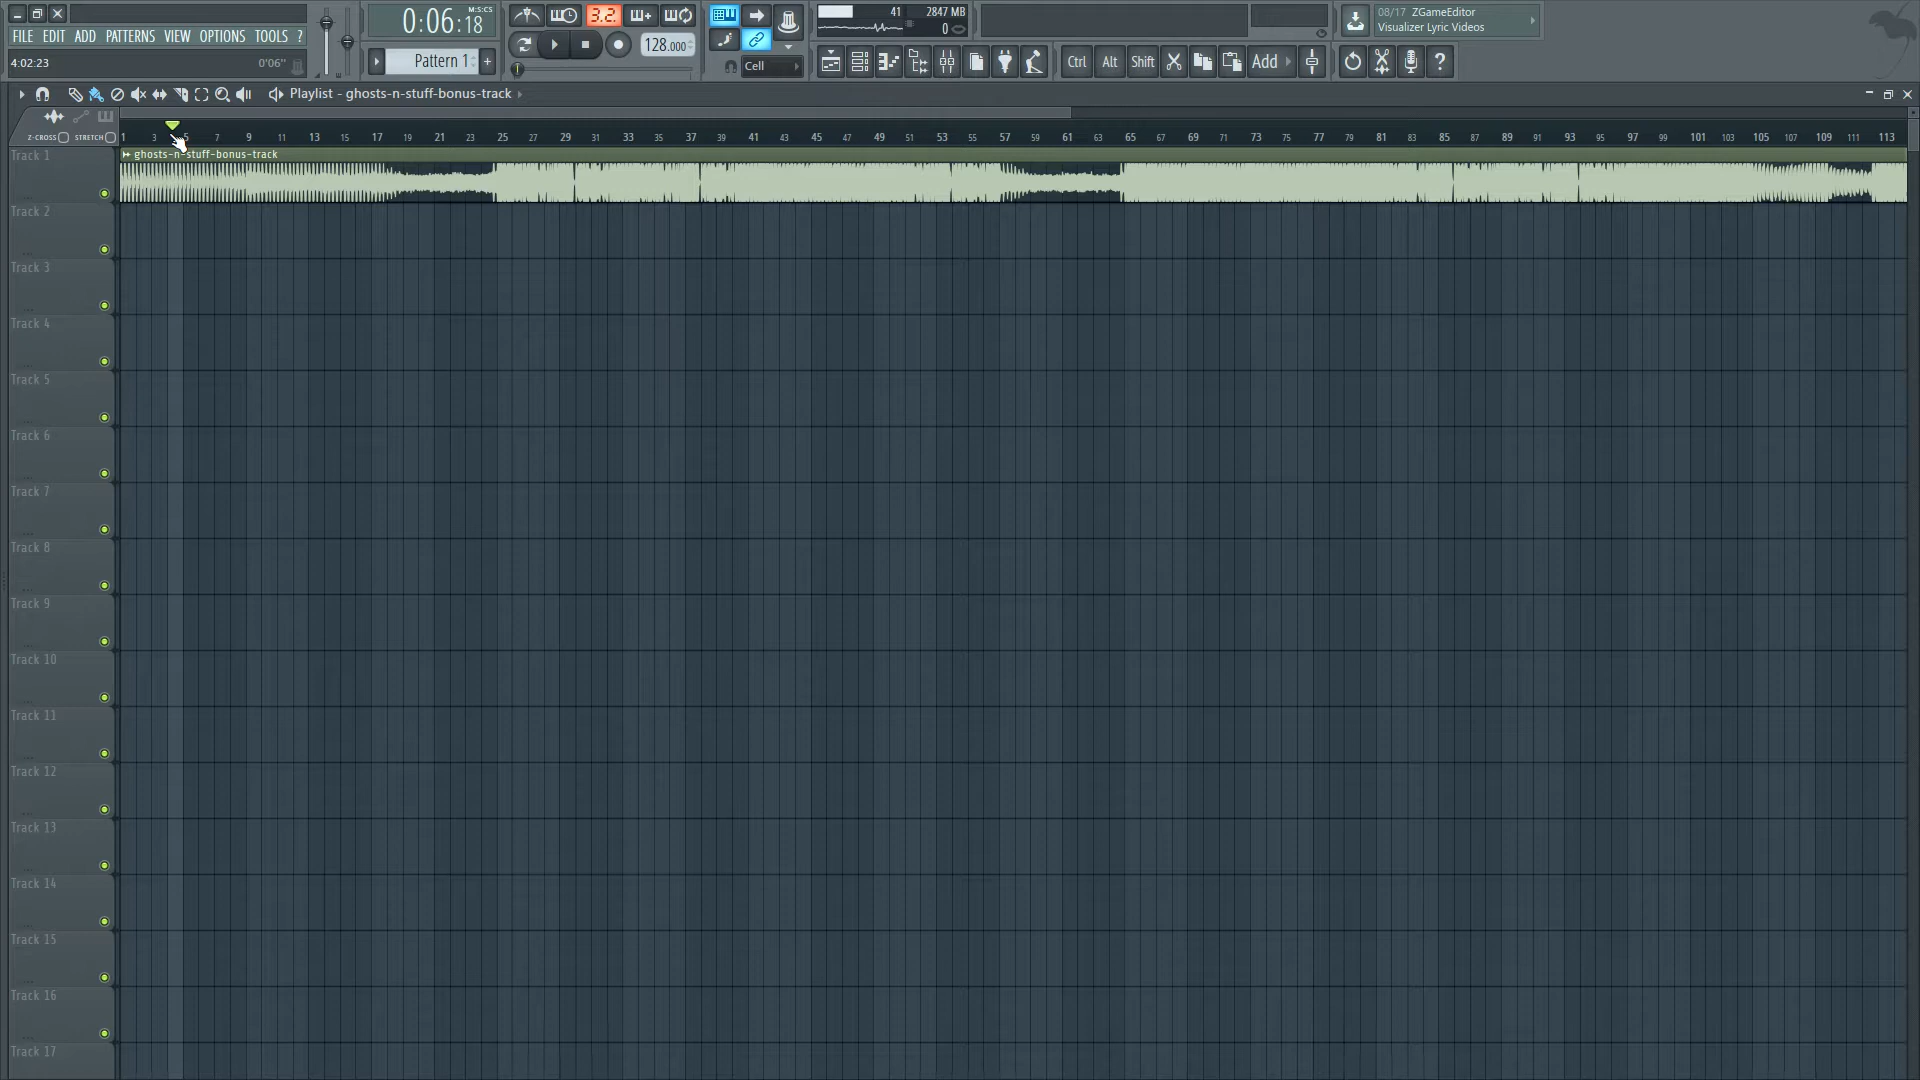 0:06:18 M:S:CS
3.2.
41 2847 MB
0
08/17 ZGameEditor
Visualizer Lyric Videos
FILE EDIT ADD PATTERNS VIEW OPTIONS TOOLS ?
128.000
4:02:23 0'06"
Pattern 1 +
Cell
Ctrl Alt Shift Add ?
Playlist - ghosts-n-stuff-bonus-track
Z-CROSS STRETCH
1 3 5 7 9 11 13 15 17 19 21 23 25 27 29 31 33 35 37 39 41 43 45 47 49 51 53 55 57 59 61 63 65 67 69 71 73 75 77 79 81 83 85 87 89 91 93 95 97 99 101 103 105 107 109 111 113
Track 1
ghosts-n-stuff-bonus-track
Track 2
Track 3
Track 4
Track 5
Track 6
Track 7
Track 8
Track 9
Track 10
Track 11
Track 12
Track 13
Track 14
Track 15
Track 16
Track 17